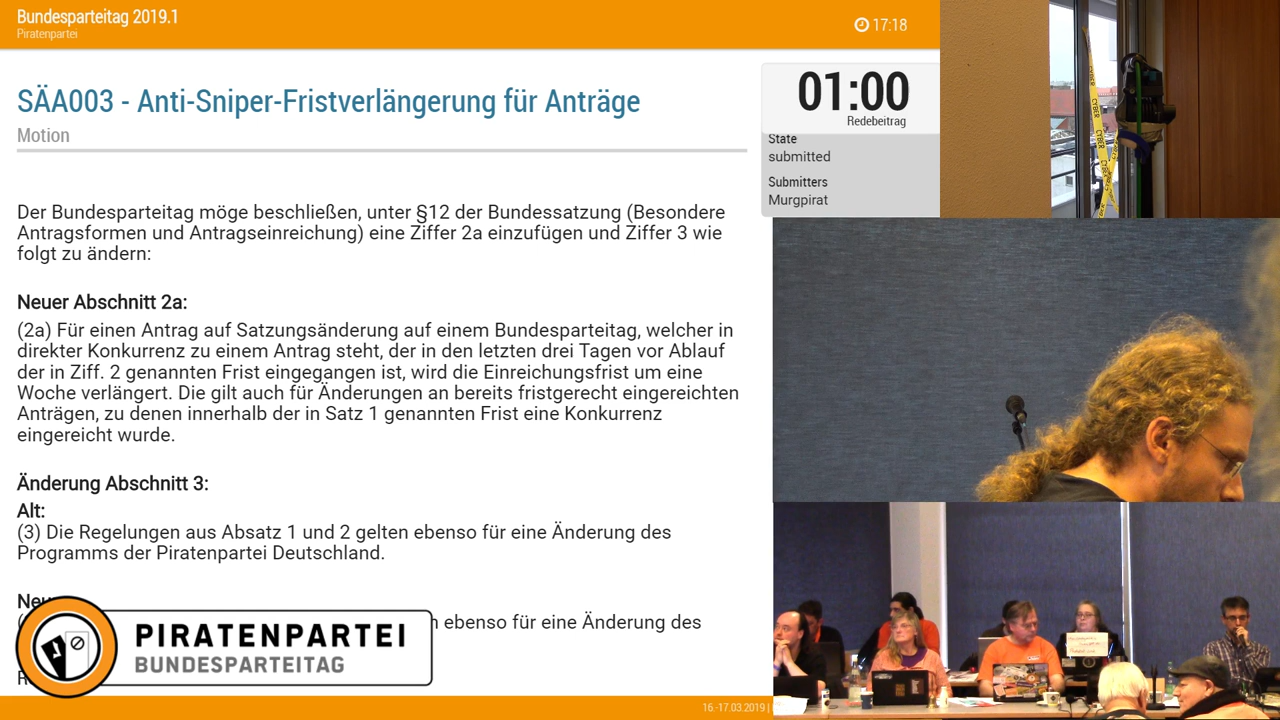 Bundesparteitag 2019.1
Piratenpartei
17:18
SÄA003 - Anti-Sniper-Fristverlängerung für Anträge
Motion
01:00
Redebeitrag
State
submitted
Submitters
Murgpirat
Der Bundesparteitag möge beschließen, unter §12 der Bundessatzung (Besondere
Antragsformen und Antragseinreichung) eine Ziffer 2a einzufügen und Ziffer 3 wie
folgt zu ändern:
Neuer Abschnitt 2a:
(2a) Für einen Antrag auf Satzungsänderung auf einem Bundesparteitag, welcher in
direkter Konkurrenz zu einem Antrag steht, der in den letzten drei Tagen vor Ablauf
der in Ziff. 2 genannten Frist eingegangen ist, wird die Einreichungsfrist um eine
Woche verlängert. Die gilt auch für Änderungen an bereits fristgerecht eingereichten
Anträgen, zu denen innerhalb der in Satz 1 genannten Frist eine Konkurrenz
eingereicht wurde.
Änderung Abschnitt 3:
Alt:
(3) Die Regelungen aus Absatz 1 und 2 gelten ebenso für eine Änderung des
Programms der Piratenpartei Deutschland.
ebenso für eine Änderung des
PIRATENPARTEI
BUNDESPARTEITAG
16.-17.03.2019 |
CYBER
CYBER
CYBER